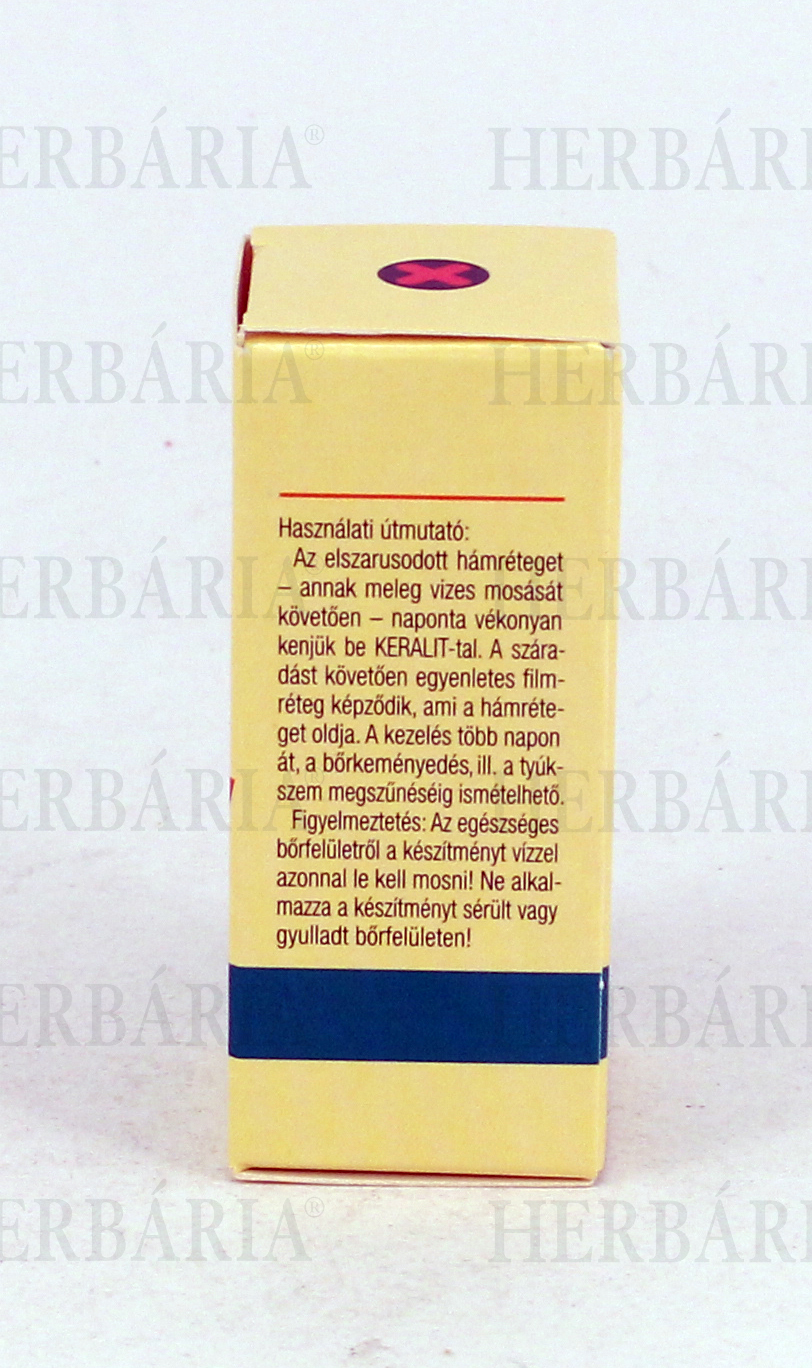 HERBÁRIA®
HERBÁRIA
Használati útmutató:
Az elszarusodott hámréteget
– annak meleg vizes mosását
követően – naponta vékonyan
kenjük be KERALIT-tal. A szára-
dást követően egyenletes film-
réteg képződik, ami a hámréte-
get oldja. A kezelés több napon
át, a bőrkeményedés, ill. a tyúk-
szem megszűnéséig ismételhető.
Figyelmeztetés: Az egészséges
bőrfelületről a készítményt vízzel
azonnal le kell mosni! Ne alkal-
mazza a készítményt sérült vagy
gyulladt bőrfelületen!